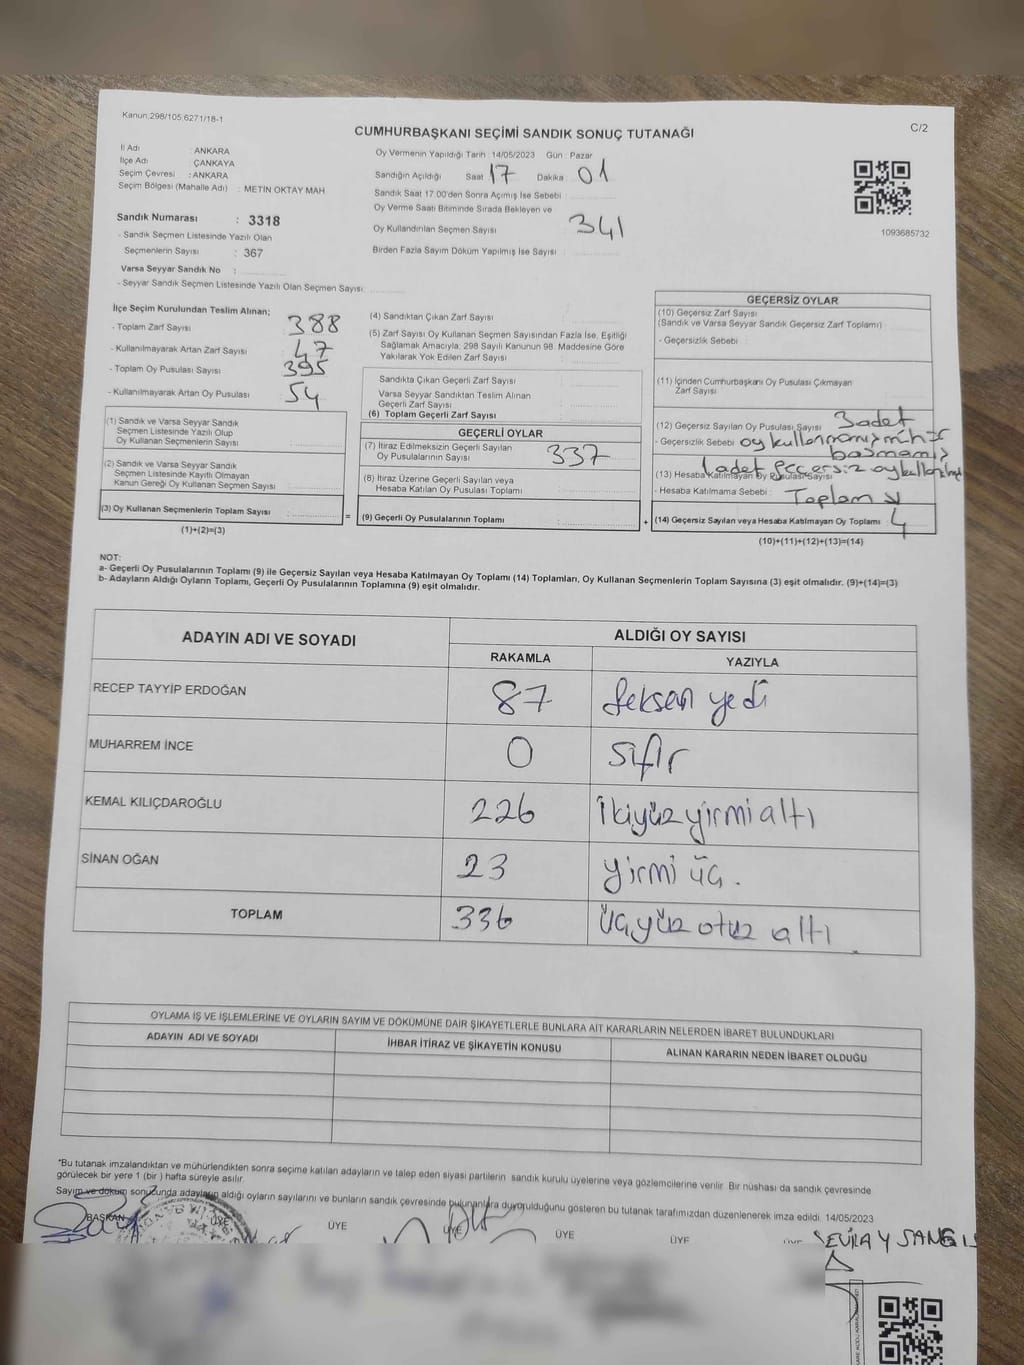 Kanun,298/105,6271/18-1
C/2
CUMHURBAŞKANI SEÇİMİ SANDIK SONUÇ TUTANAĞI
İl Adı : ANKARA
İlçe Adı : ÇANKAYA
Seçim Çevresi : ANKARA
Seçim Bölgesi (Mahalle Adı) : METİN OKTAY MAH
Sandık Numarası : 3318
- Sandık Seçmen Listesinde Yazılı Olan
Seçmenlerin Sayısı : 367
Varsa Seyyar Sandık No :
- Seyyar Sandık Seçmen Listesinde Yazılı Olan Seçmen Sayısı:
Oy Vermenin Yapıldığı Tarih : 14/05/2023 Gün : Pazar
Sandığın Açıldığı Saat 17 Dakika 01
Sandık Saat 17.00'den Sonra Açılmış İse Sebebi :
Oy Verme Saati Bitiminde Sırada Bekleyen ve
Oy Kullandırılan Seçmen Sayısı 341
Birden Fazla Sayım Döküm Yapılmış İse Sayısı :
1093685732
İlçe Seçim Kurulundan Teslim Alınan;
- Toplam Zarf Sayısı : 388
- Kullanılmayarak Artan Zarf Sayısı : 47
- Toplam Oy Pusulası Sayısı : 395
- Kullanılmayarak Artan Oy Pusulası : 54
(1) Sandık ve Varsa Seyyar Sandık
Seçmen Listesinde Yazılı Olup
Oy Kullanan Seçmenlerin Sayısı :
(2) Sandık ve Varsa Seyyar Sandık
Seçmen Listesinde Kayıtlı Olmayan
Kanun Gereği Oy Kullanan Seçmen Sayısı :
(3) Oy Kullanan Seçmenlerin Toplam Sayısı :
(1)+(2)=(3)
(4) Sandıktan Çıkan Zarf Sayısı :
(5) Zarf Sayısı Oy Kullanan Seçmen Sayısından Fazla İse, Eşitliği
Sağlamak Amacıyla; 298 Sayılı Kanunun 98. Maddesine Göre
Yakılarak Yok Edilen Zarf Sayısı :
Sandıkta Çıkan Geçerli Zarf Sayısı :
Varsa Seyyar Sandıktan Teslim Alınan
Geçerli Zarf Sayısı :
(6) Toplam Geçerli Zarf Sayısı :
GEÇERLİ OYLAR
(7) İtiraz Edilmeksizin Geçerli Sayılan
Oy Pusulalarının Sayısı : 337
(8) İtiraz Üzerine Geçerli Sayılan veya
Hesaba Katılan Oy Pusulası Toplamı :
= (9) Geçerli Oy Pusulalarının Toplamı : +
GEÇERSİZ OYLAR
(10) Geçersiz Zarf Sayısı
(Sandık ve Varsa Seyyar Sandık Geçersiz Zarf Toplamı) :
- Geçersizlik Sebebi :
(11) İçinden Cumhurbaşkanı Oy Pusulası Çıkmayan
Zarf Sayısı :
(12) Geçersiz Sayılan Oy Pusulası Sayısı : 3 adet
- Geçersizlik Sebebi : oy kullanmamış mühür
basmamış
1 adet geçersiz oy
(13) Hesaba Katılmayan Oy Pusulası Sayısı
- Hesaba Katılmama Sebebi : Toplam
(14) Geçersiz Sayılan veya Hesaba Katılmayan Oy Toplamı : 4
(10)+(11)+(12)+(13)=(14)
NOT:
a- Geçerli Oy Pusulalarının Toplamı (9) ile Geçersiz Sayılan veya Hesaba Katılmayan Oy Toplamı (14) Toplamları, Oy Kullanan Seçmenlerin Toplam Sayısına (3) eşit olmalıdır. (9)+(14)=(3)
b- Adayların Aldığı Oyların Toplamı, Geçerli Oy Pusulalarının Toplamına (9) eşit olmalıdır.
ADAYIN ADI VE SOYADI ALDIĞI OY SAYISI
RAKAMLA YAZIYLA
RECEP TAYYİP ERDOĞAN 87 Seksen yedi
MUHARREM İNCE 0 Sıfır
KEMAL KILIÇDAROĞLU 226 İkiyüz yirmi altı
SİNAN OĞAN 23 yirmi üç.
TOPLAM 336 Üçyüz otuz altı
OYLAMA İŞ VE İŞLEMLERİNE VE OYLARIN SAYIM VE DÖKÜMÜNE DAİR ŞİKAYETLERLE BUNLARA AİT KARARLARIN NELERDEN İBARET BULUNDUKLARI
ADAYIN ADI VE SOYADI İHBAR İTİRAZ VE ŞİKAYETİN KONUSU ALINAN KARARIN NEDEN İBARET OLDUĞU
*Bu tutanak imzalandıktan ve mühürlendikten sonra seçime katılan adayların ve talep eden siyasi partilerin sandık kurulu üyelerine veya gözlemcilerine verilir. Bir nüshası da sandık çevresinde
görülecek bir yere 1 (bir) hafta süreyle asılır.
Sayım ve döküm sonucunda adayların aldığı oyların sayılarını ve bunların sandık çevresinde bulunanlara duyurulduğunu gösteren bu tutanak tarafımızdan düzenlenerek imza edildi. 14/05/2023
BAŞKAN ÜYE ÜYE ÜYE ÜYE ÜYE